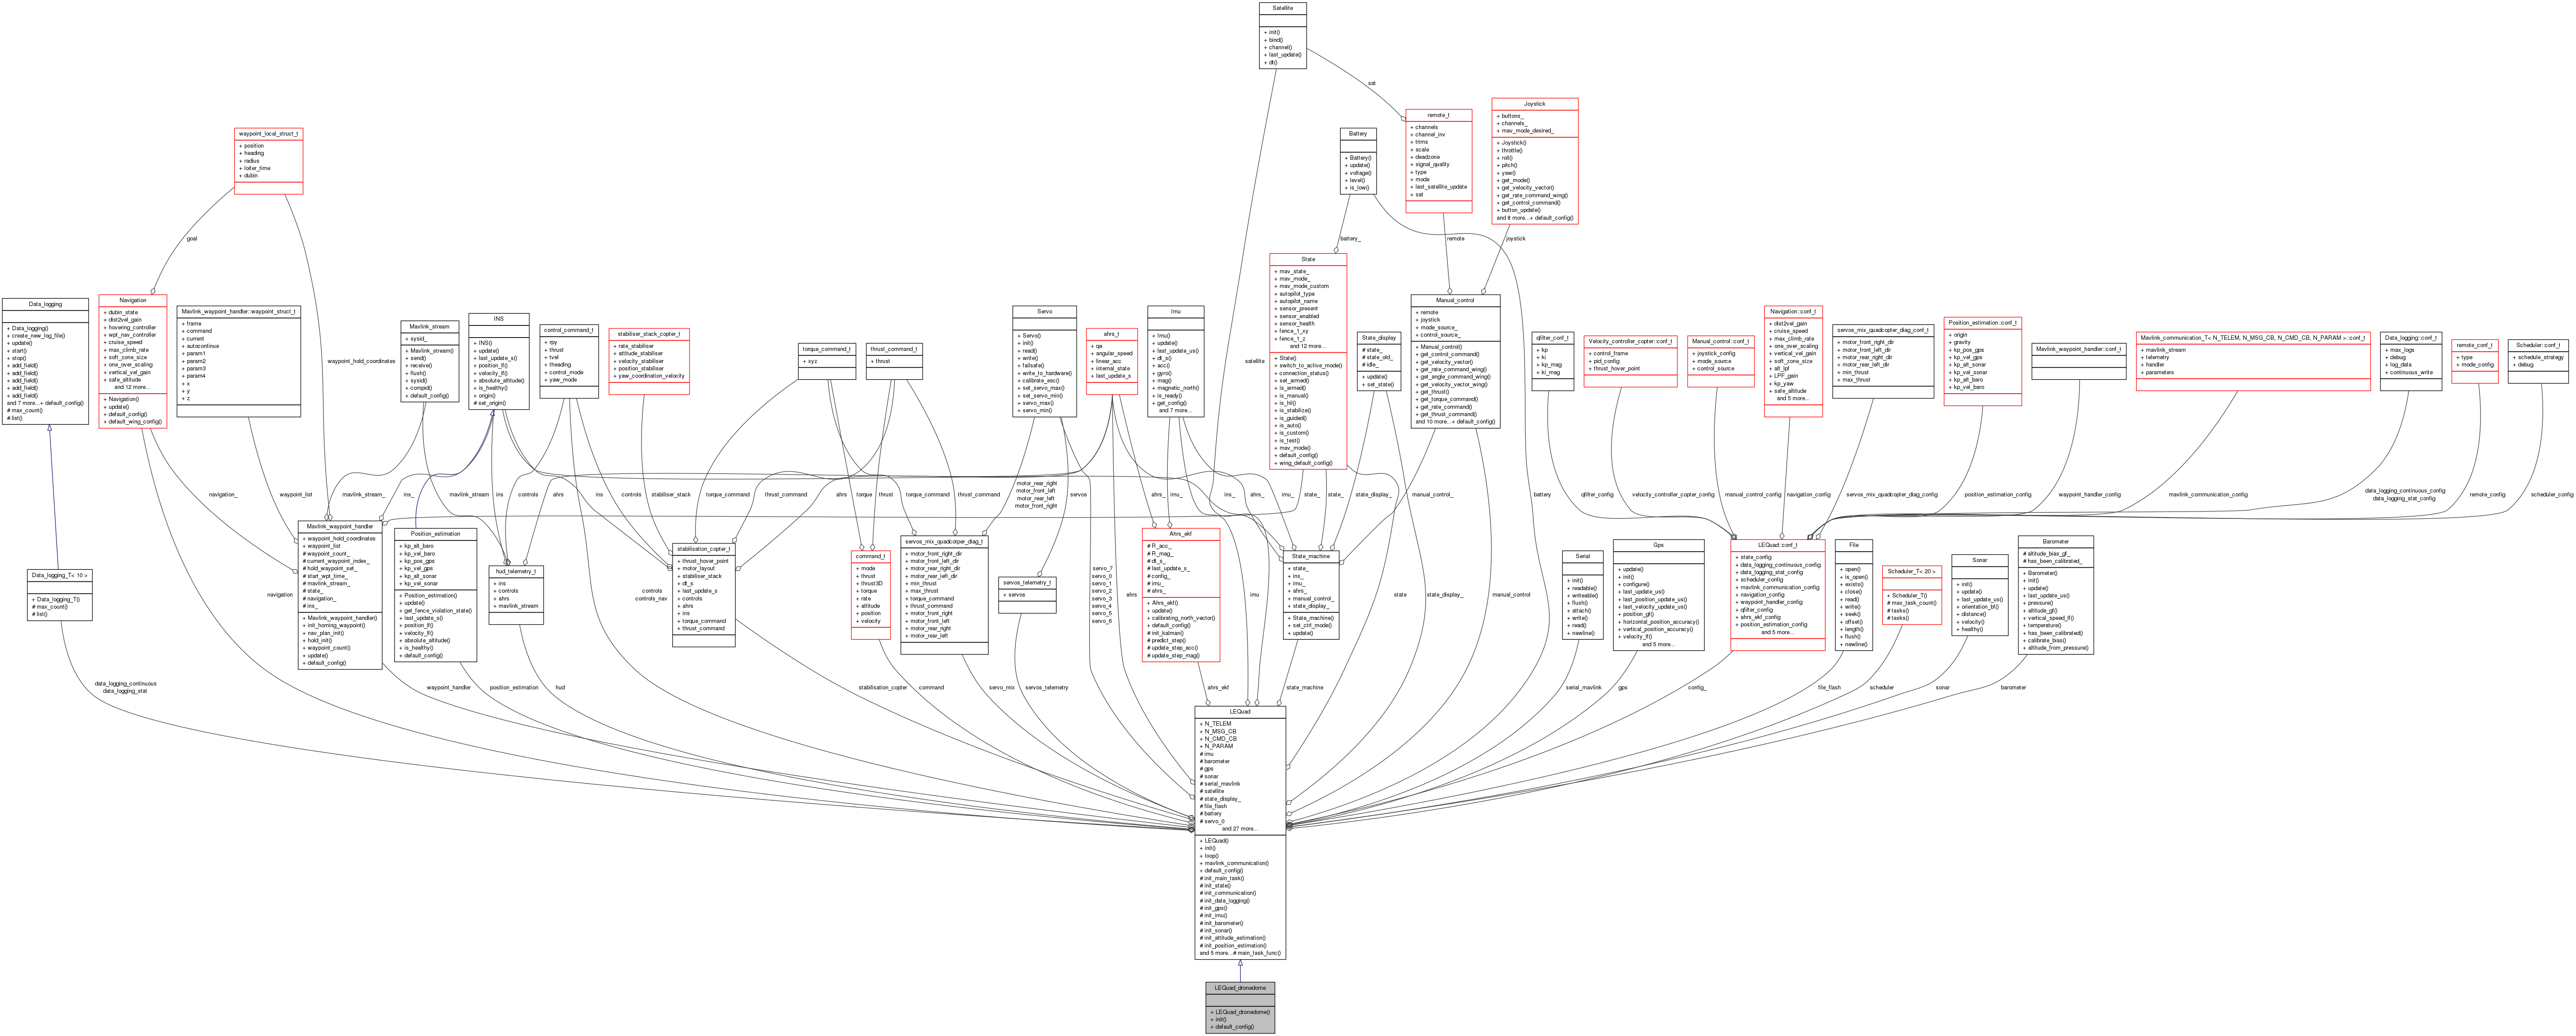 Satellite
+ init()
+ bind()
+ channel()
+ last_update()
+ dt()
sat
remote_t
+ channels
+ channel_inv
+ trims
+ scale
+ deadzone
+ signal_quality
+ type
+ mode
+ last_satellite_update
+ sat
Joystick
+ buttons_
+ channels_
+ mav_mode_desired_
+ Joystick()
+ throttle()
+ roll()
+ pitch()
+ yaw()
+ get_mode()
+ get_velocity_vector()
+ get_rate_command_wing()
+ get_control_command()
+ button_update()
and 8 more...+ default_config()
waypoint_local_struct_t
+ position
+ heading
+ radius
+ loiter_time
+ dubin
Battery
+ Battery()
+ update()
+ voltage()
+ level()
+ is_low()
goal
battery_
remote
joystick
Data_logging
+ Data_logging()
+ create_new_log_file()
+ update()
+ start()
+ stop()
+ add_field()
+ add_field()
+ add_field()
+ add_field()
+ add_field()
and 7 more...+ default_config()
# max_count()
# list()
Navigation
+ dubin_state
+ dist2vel_gain
+ hovering_controller
+ wpt_nav_controller
+ cruise_speed
+ max_climb_rate
+ soft_zone_size
+ one_over_scaling
+ vertical_vel_gain
+ safe_altitude
and 12 more...
+ Navigation()
+ update()
+ default_config()
+ default_wing_config()
Mavlink_waypoint_handler::waypoint_struct_t
+ frame
+ command
+ current
+ autocontinue
+ param1
+ param2
+ param3
+ param4
+ x
+ y
+ z
waypoint_hold_coordinates
Mavlink_stream
+ sysid_
+ Mavlink_stream()
+ send()
+ receive()
+ flush()
+ sysid()
+ compid()
+ default_config()
INS
+ INS()
+ update()
+ last_update_s()
+ position_lf()
+ velocity_lf()
+ absolute_altitude()
+ is_healthy()
+ origin()
# set_origin()
control_command_t
+ rpy
+ thrust
+ tvel
+ theading
+ control_mode
+ yaw_mode
stabiliser_stack_copter_t
+ rate_stabiliser
+ attitude_stabiliser
+ velocity_stabiliser
+ position_stabiliser
+ yaw_coordination_velocity
torque_command_t
+ xyz
thrust_command_t
+ thrust
Servo
+ Servo()
+ init()
+ read()
+ write()
+ failsafe()
+ write_to_hardware()
+ calibrate_esc()
+ set_servo_max()
+ set_servo_min()
+ servo_max()
+ servo_min()
ahrs_t
+ qe
+ angular_speed
+ linear_acc
+ internal_state
+ last_update_s
Imu
+ Imu()
+ update()
+ last_update_us()
+ dt_s()
+ acc()
+ gyro()
+ mag()
+ magnetic_north()
+ is_ready()
+ get_config()
and 7 more...
satellite
State
+ mav_state_
+ mav_mode_
+ mav_mode_custom
+ autopilot_type
+ autopilot_name
+ sensor_present
+ sensor_enabled
+ sensor_health
+ fence_1_xy
+ fence_1_z
and 12 more...
+ State()
+ switch_to_active_mode()
+ connection_status()
+ set_armed()
+ is_armed()
+ is_manual()
+ is_hil()
+ is_stabilize()
+ is_guided()
+ is_auto()
+ is_custom()
+ is_test()
+ mav_mode()
+ default_config()
+ wing_default_config()
State_display
# state_
# state_old_
# idle_
+ update()
+ set_state()
Manual_control
+ remote
+ joystick
+ mode_source_
+ control_source_
+ Manual_control()
+ get_control_command()
+ get_velocity_vector()
+ get_rate_command_wing()
+ get_angle_command_wing()
+ get_velocity_vector_wing()
+ get_thrust()
+ get_torque_command()
+ get_rate_command()
+ get_thrust_command()
and 10 more...+ default_config()
qfilter_conf_t
+ kp
+ ki
+ kp_mag
+ ki_mag
Velocity_controller_copter::conf_t
+ control_frame
+ pid_config
+ thrust_hover_point
Manual_control::conf_t
+ joystick_config
+ mode_source
+ control_source
Navigation::conf_t
+ dist2vel_gain
+ cruise_speed
+ max_climb_rate
+ one_over_scaling
+ vertical_vel_gain
+ soft_zone_size
+ alt_lpf
+ LPF_gain
+ kp_yaw
+ safe_altitude
and 5 more...
servos_mix_quadcopter_diag_conf_t
+ motor_front_right_dir
+ motor_front_left_dir
+ motor_rear_right_dir
+ motor_rear_left_dir
+ min_thrust
+ max_thrust
Position_estimation::conf_t
+ origin
+ gravity
+ kp_pos_gps
+ kp_vel_gps
+ kp_alt_sonar
+ kp_vel_sonar
+ kp_alt_baro
+ kp_vel_baro
Mavlink_waypoint_handler::conf_t
Mavlink_communication_T< N_TELEM, N_MSG_CB, N_CMD_CB, N_PARAM >::conf_t
+ mavlink_stream
+ telemetry
+ handler
+ parameters
Data_logging::conf_t
+ max_logs
+ debug
+ log_data
+ continuous_write
remote_conf_t
+ type
+ mode_config
Scheduler::conf_t
+ schedule_strategy
+ debug
navigation_
waypoint_list
mavlink_stream_
ins_
mavlink_stream
ins
controls
ahrs
ins
controls
stabiliser_stack
torque_command
thrust_command
ahrs
torque
thrust
torque_command
thrust_command
motor_rear_right
motor_front_left
motor_rear_left
motor_front_right
servos
ahrs_
imu_
ins_
ahrs_
imu_
state_
state_
state_display_
manual_control_
battery
qfilter_config
velocity_controller_copter_config
manual_control_config
navigation_config
servos_mix_quadcopter_diag_config
position_estimation_config
waypoint_handler_config
mavlink_communication_config
data_logging_continuous_config
data_logging_stat_config
remote_config
scheduler_config
Data_logging_T< 10 >
+ Data_logging_T()
# max_count()
# list()
navigation
Mavlink_waypoint_handler
+ waypoint_hold_coordinates
+ waypoint_list
# waypoint_count_
# current_waypoint_index_
# hold_waypoint_set_
# start_wpt_time_
# mavlink_stream_
# state_
# navigation_
# ins_
+ Mavlink_waypoint_handler()
+ init_homing_waypoint()
+ nav_plan_init()
+ hold_init()
+ waypoint_count()
+ update()
+ default_config()
Position_estimation
+ kp_alt_baro
+ kp_vel_baro
+ kp_pos_gps
+ kp_vel_gps
+ kp_alt_sonar
+ kp_vel_sonar
+ Position_estimation()
+ update()
+ get_fence_violation_state()
+ last_update_s()
+ position_lf()
+ velocity_lf()
+ absolute_altitude()
+ is_healthy()
+ default_config()
hud_telemetry_t
+ ins
+ controls
+ ahrs
+ mavlink_stream
controls
controls_nav
stabilisation_copter_t
+ thrust_hover_point
+ motor_layout
+ stabiliser_stack
+ dt_s
+ last_update_s
+ controls
+ ahrs
+ ins
+ torque_command
+ thrust_command
command_t
+ mode
+ thrust
+ thrust3D
+ torque
+ rate
+ attitude
+ position
+ velocity
servos_mix_quadcotper_diag_t
+ motor_front_right_dir
+ motor_front_left_dir
+ motor_rear_right_dir
+ motor_rear_left_dir
+ min_thrust
+ max_thrust
+ torque_command
+ thrust_command
+ motor_front_right
+ motor_front_left
+ motor_rear_right
+ motor_rear_left
servos_telemetry_t
+ servos
servo_7
servo_0
servo_1
servo_2
servo_3
servo_4
servo_5
servo_6
ahrs
Ahrs_ekf
# R_acc_
# R_mag_
# dt_s_
# last_update_s_
# config_
# imu_
# ahrs_
+ Ahrs_ekf()
+ update()
+ calibrating_north_vector()
+ default_config()
# init_kalman()
# predict_step()
# update_step_acc()
# update_step_mag()
imu
State_machine
+ state_
+ ins_
+ imu_
+ ahrs_
+ manual_control_
+ state_display_
+ State_machine()
+ set_ctrl_mode()
+ update()
state
state_display_
manual_control
Serial
+ init()
+ readable()
+ writeable()
+ flush()
+ attach()
+ write()
+ read()
+ newline()
Gps
+ update()
+ init()
+ configure()
+ last_update_us()
+ last_position_update_us()
+ last_velocity_update_us()
+ position_gf()
+ horizontal_position_accuracy()
+ vertical_position_accuracy()
+ velocity_lf()
and 5 more...
LEQuad::conf_t
+ state_config
+ data_logging_continuous_config
+ data_logging_stat_config
+ scheduler_config
+ mavlink_communication_config
+ navigation_config
+ waypoint_handler_config
+ qfilter_config
+ ahrs_ekf_config
+ position_estimation_config
and 5 more...
File
+ open()
+ is_open()
+ exists()
+ close()
+ read()
+ write()
+ seek()
+ offset()
+ length()
+ flush()
+ newline()
Scheduler_T< 20 >
+ Scheduler_T()
# max_task_count()
# tasks()
# tasks()
Sonar
+ init()
+ update()
+ last_update_us()
+ orientation_bf()
+ distance()
+ velocity()
+ healthy()
Barometer
# altitude_bias_gf_
# has_been_calibrated_
+ Barometer()
+ init()
+ update()
+ last_update_us()
+ pressure()
+ altitude_gf()
+ vertical_speed_lf()
+ temperature()
+ has_been_calibrated()
+ calibrate_bias()
+ altitude_from_pressure()
data_logging_continuous
data_logging_stat
waypoint_handler
position_estimation
hud
stabilisation_copter
command
servo_mix
servos_telemetry
ahrs_ekf
state_machine
serial_mavlink
gps
config_
file_flash
scheduler
sonar
barometer
LEQuad
+ N_TELEM
+ N_MSG_CB
+ N_CMD_CB
+ N_PARAM
# imu
# barometer
# gps
# sonar
# serial_mavlink
# satellite
# state_display_
# file_flash
# battery
# servo_0
and 27 more...
+ LEQuad()
+ init()
+ loop()
+ mavlink_communication()
+ default_config()
# init_main_task()
# init_state()
# init_communication()
# init_data_logging()
# init_gps()
# init_imu()
# init_barometer()
# init_sonar()
# init_attitude_estimation()
# init_position_estimation()
and 5 more...# main_task_func()
LEQuad_dronedome
+ LEQuad_dronedome()
+ init()
+ default_config()